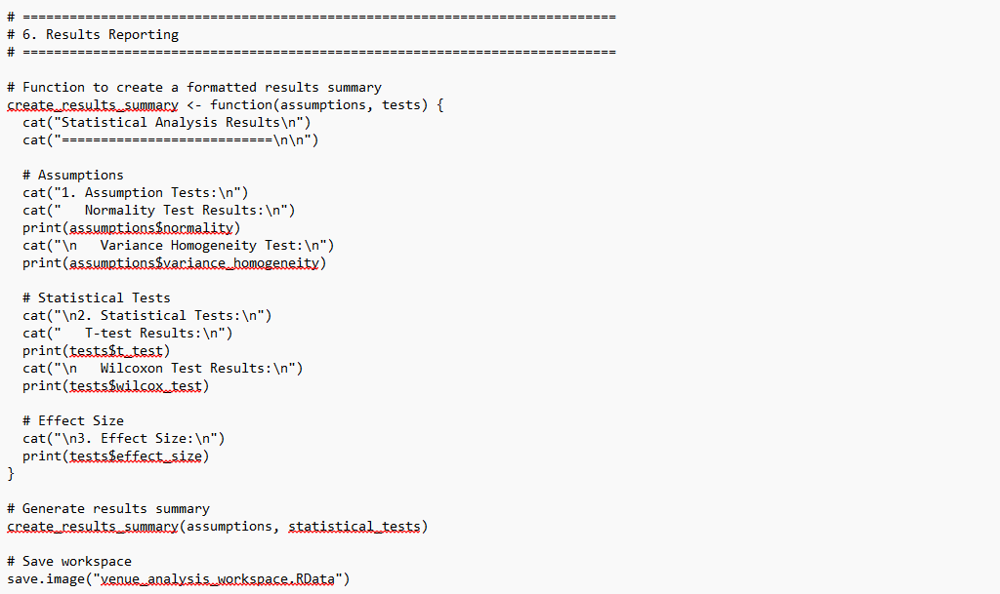 # ============================================================================
# 6. Results Reporting
# ============================================================================
# Function to create a formatted results summary
create_results_summary <- function(assumptions, tests) {
  cat("Statistical Analysis Results\n")
  cat("===========================\n\n")
  # Assumptions
  cat("1. Assumption Tests:\n")
  cat("   Normality Test Results:\n")
  print(assumptions$normality)
  cat("\n   Variance Homogeneity Test:\n")
  print(assumptions$variance_homogeneity)
  # Statistical Tests
  cat("\n2. Statistical Tests:\n")
  cat("   T-test Results:\n")
  print(tests$t_test)
  cat("\n   Wilcoxon Test Results:\n")
  print(tests$wilcox_test)
  # Effect Size
  cat("\n3. Effect Size:\n")
  print(tests$effect_size)
}
# Generate results summary
create_results_summary(assumptions, statistical_tests)
# Save workspace
save.image("venue_analysis_workspace.RData")